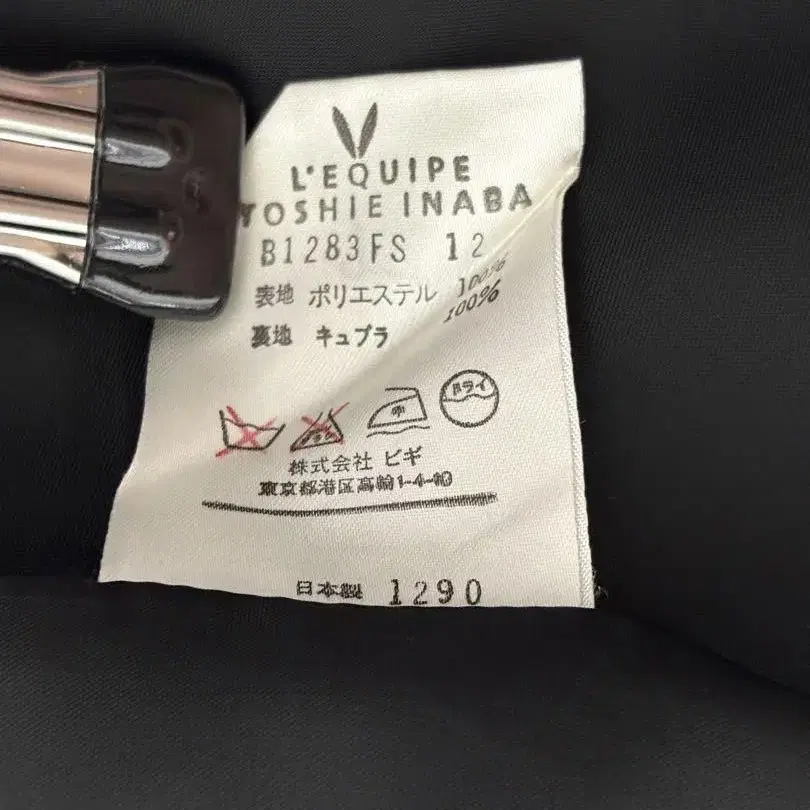 L'EQUIPE
YOSHIE INABA
B1283FS 12
表地 ポリエステル 100%
裏地 キュプラ 100%
中 ドライ
株式会社 ビギ
東京都港区高輪1-4-10
日本製 1290